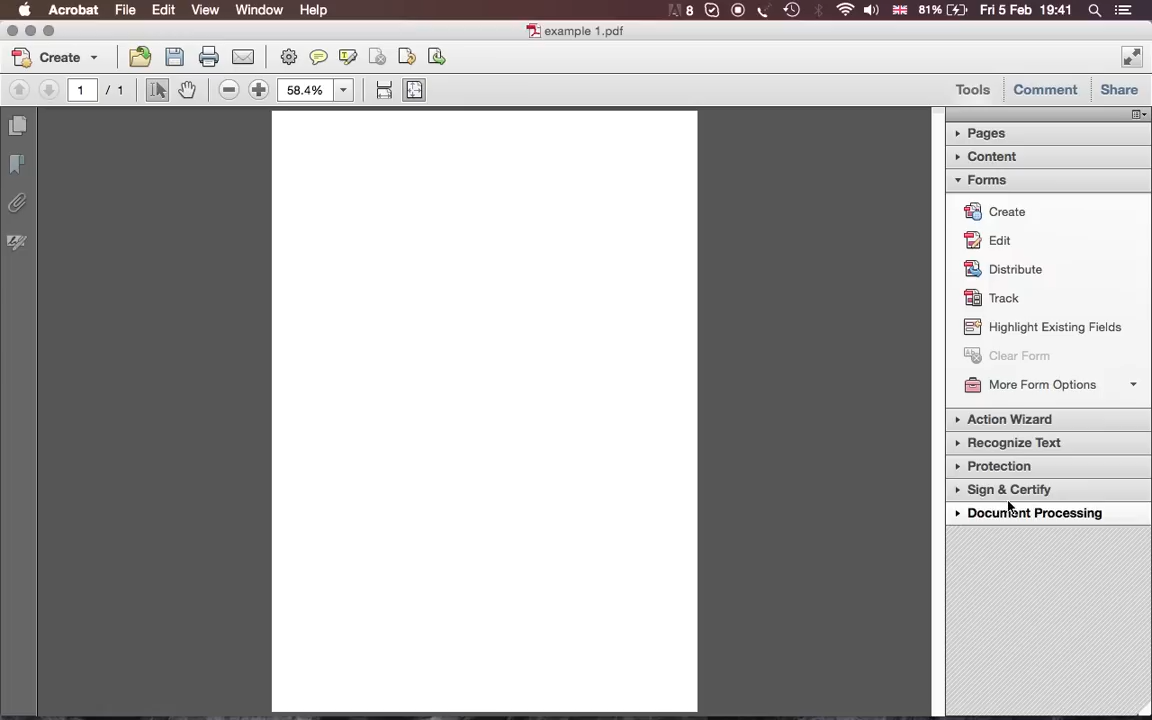 Acrobat File Edit View Window Help 8 81% Fri 5 Feb 19:41
example 1.pdf
Create
1 / 1 58.4% Tools Comment Share
Pages
Content
Forms
Create
Edit
Distribute
Track
Highlight Existing Fields
Clear Form
More Form Options
Action Wizard
Recognize Text
Protection
Sign & Certify
Document Processing